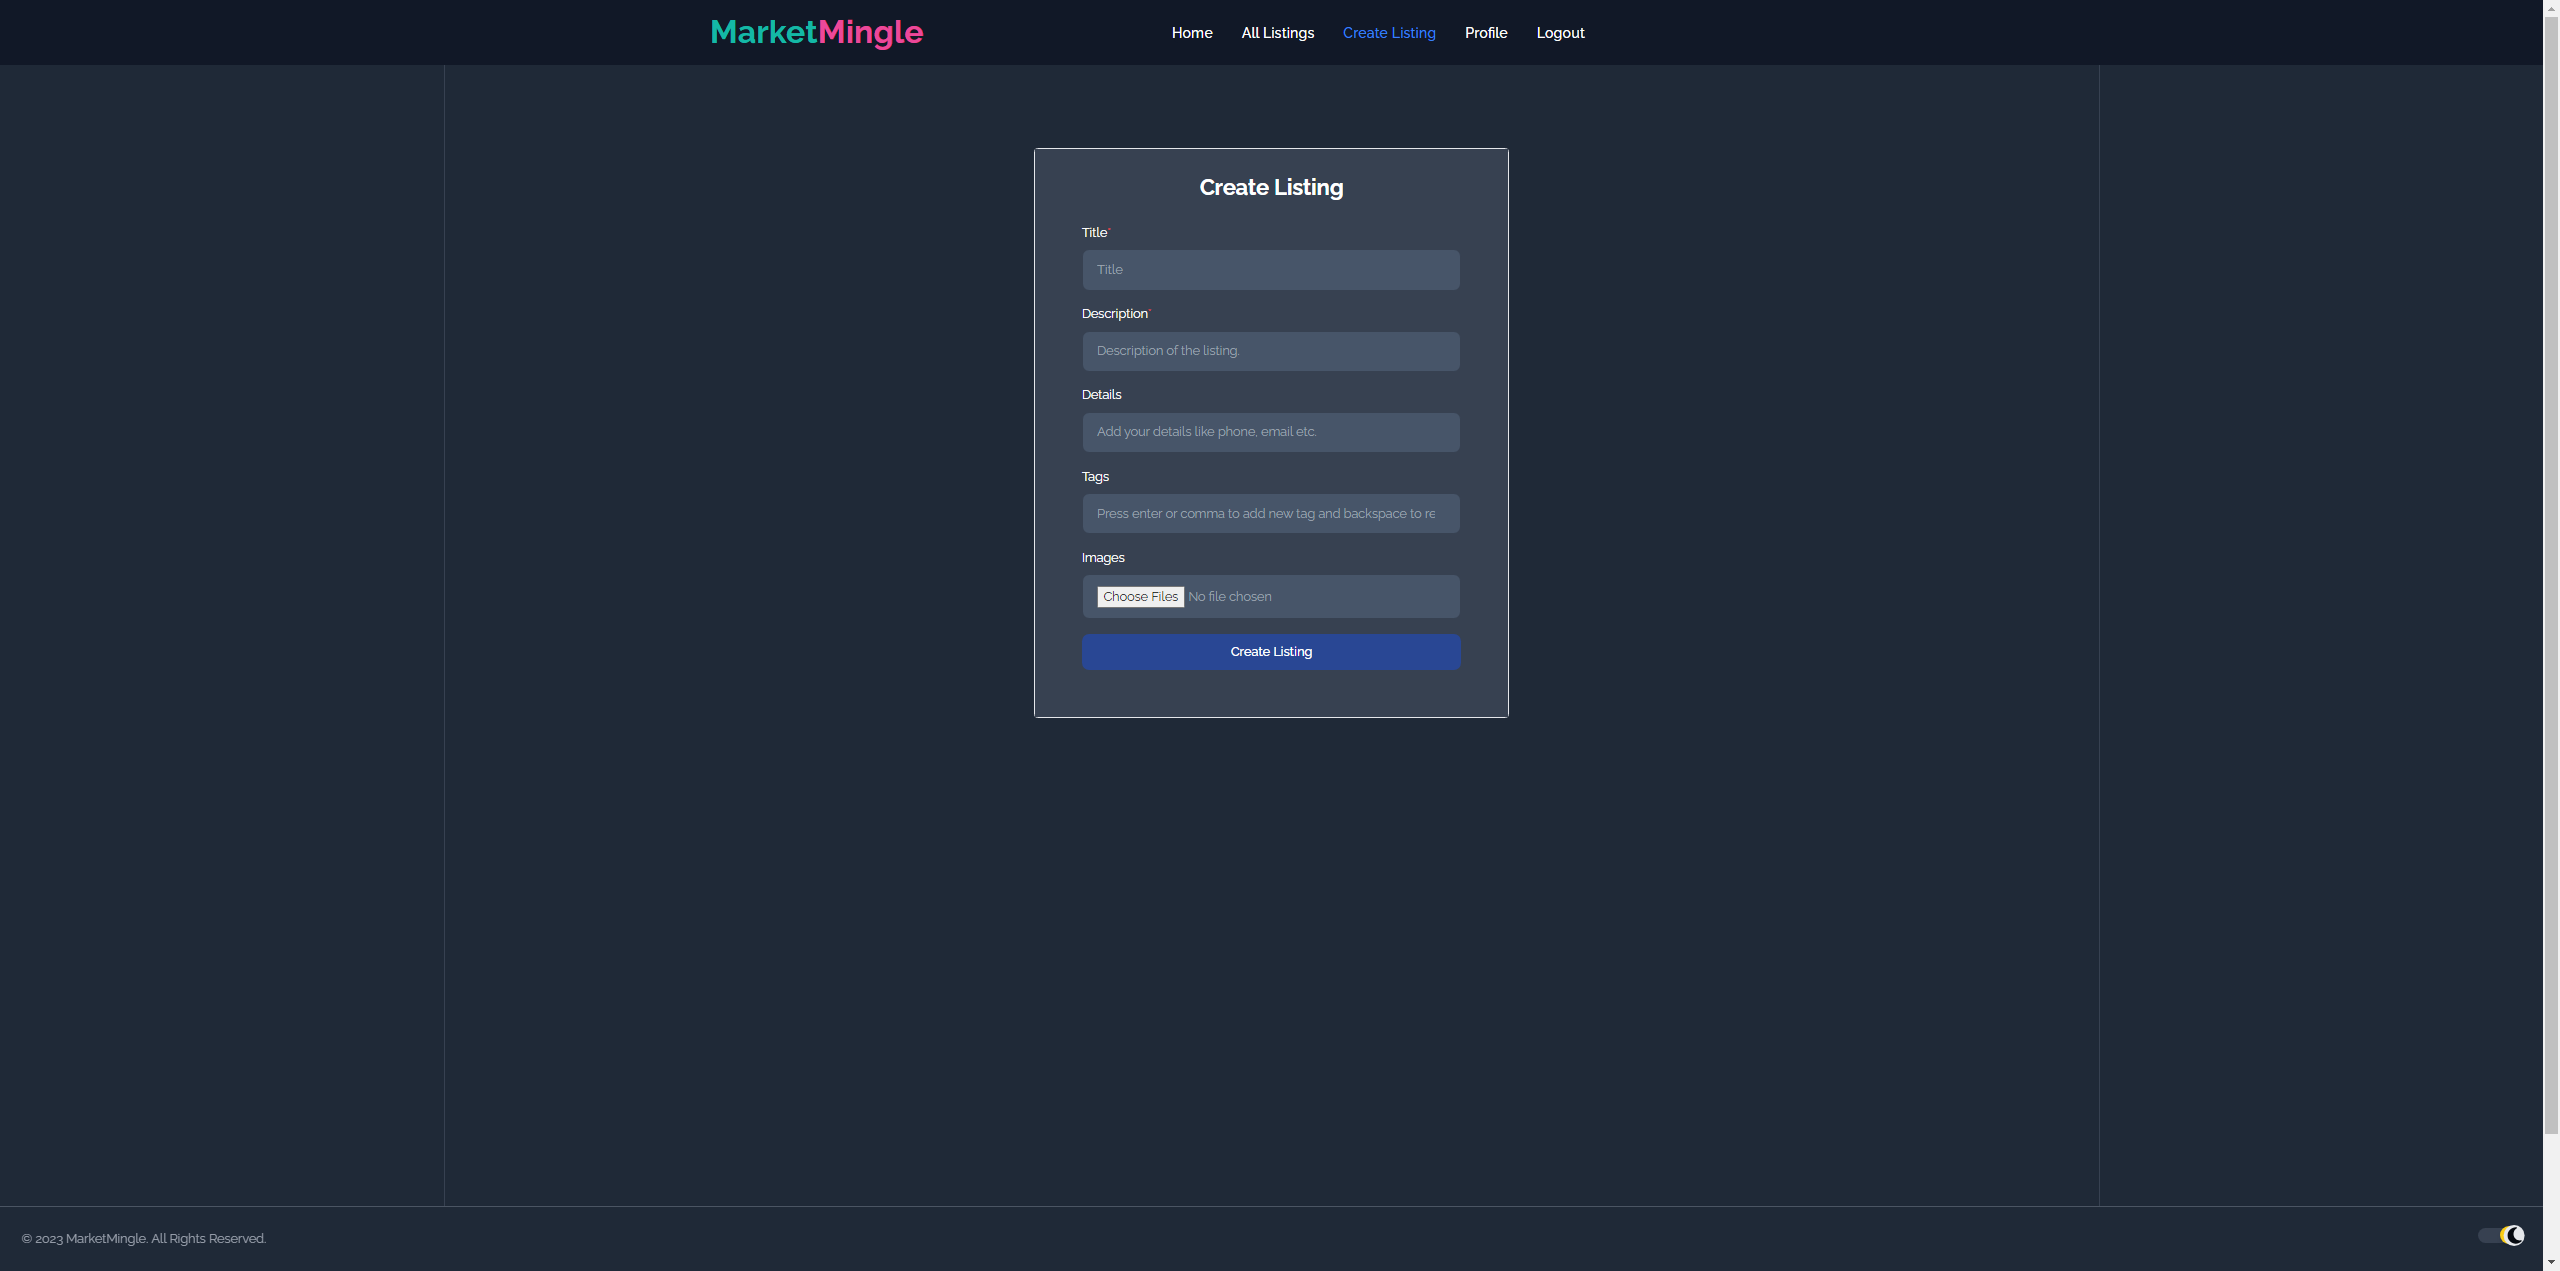 MarketMingle
Home All Listings Create Listing Profile Logout
Create Listing
Title*
Title
Description*
Description of the listing.
Details
Add your details like phone, email etc.
Tags
Press enter or comma to add new tag and backspace to re
Images
Choose Files No file chosen
Create Listing
© 2023 MarketMingle. All Rights Reserved.